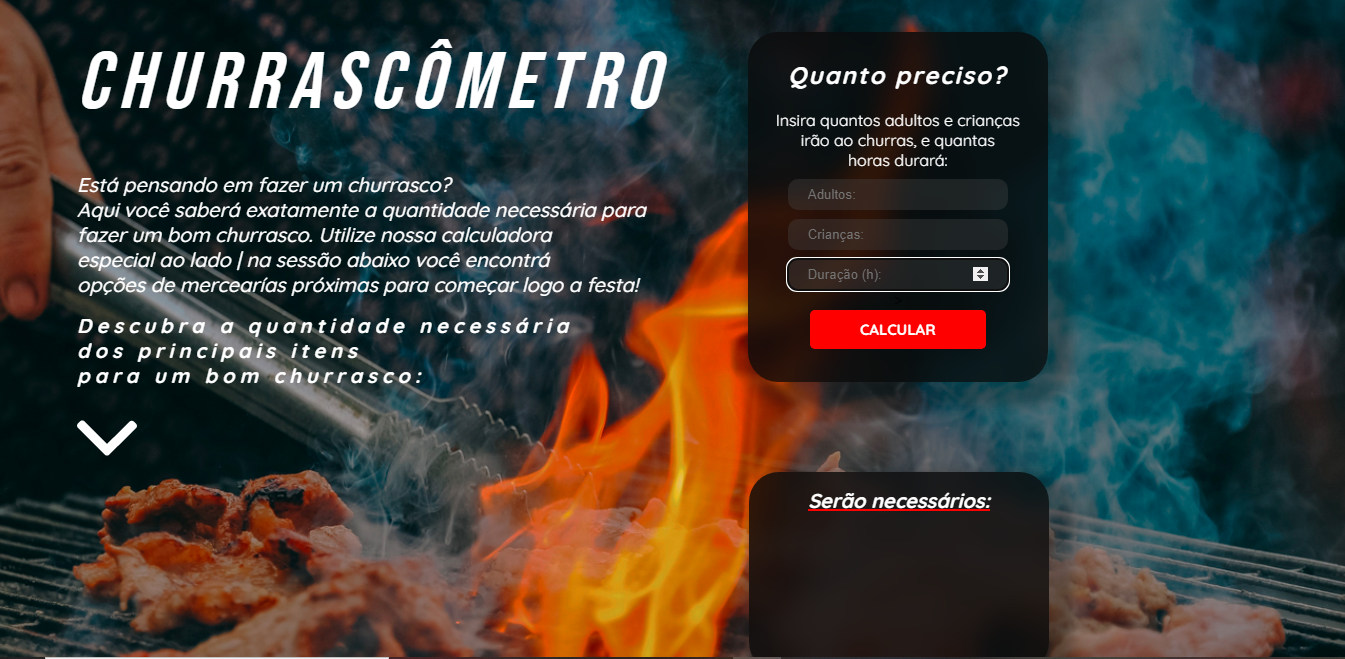 CHURRASCÔMETRO
Está pensando em fazer um churrasco?
Aqui você saberá exatamente a quantidade necessária para
fazer um bom churrasco. Utilize nossa calculadora
especial ao lado | na sessão abaixo você encontrá
opções de mercearías próximas para começar logo a festa!
Descubra a quantidade necessária
dos principais itens
para um bom churrasco:
Quanto preciso?
Insira quantos adultos e crianças
irão ao churras, e quantas
horas durará:
Adultos:
Crianças:
Duração (h):
>
CALCULAR
Serão necessários: